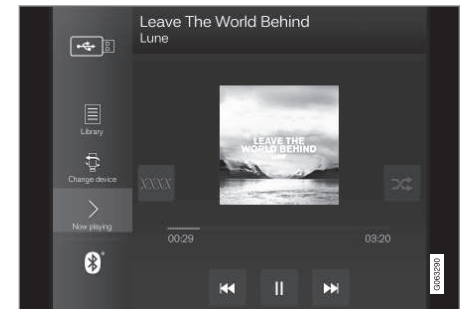 Leave The World Behind
Lune
Library
Change device
Now playing
LEAVE THE
WORLD BEHIND
LUNE
XXXX
00:29
03:20
G063290